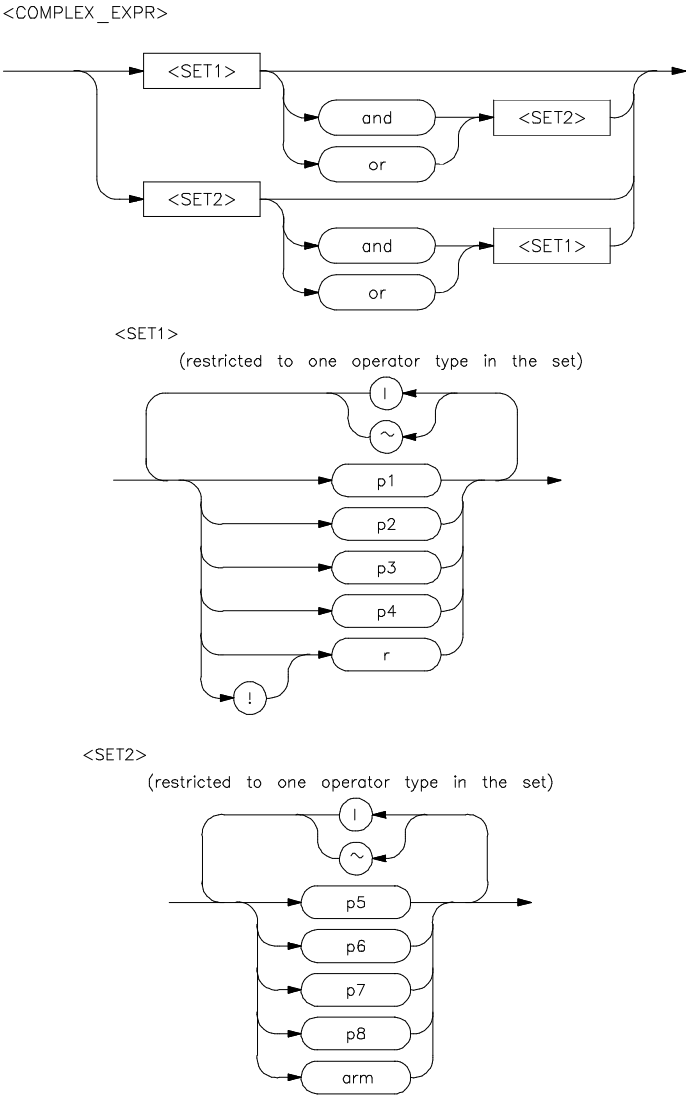 <COMPLEX_EXPR>
<SET1>
and
<SET2>
or
<SET2>
and
<SET1>
or
<SET1>
(restricted to one operator type in the set)
|
~
p1
p2
p3
p4
r
!
<SET2>
(restricted to one operator type in the set)
|
~
p5
p6
p7
p8
arm